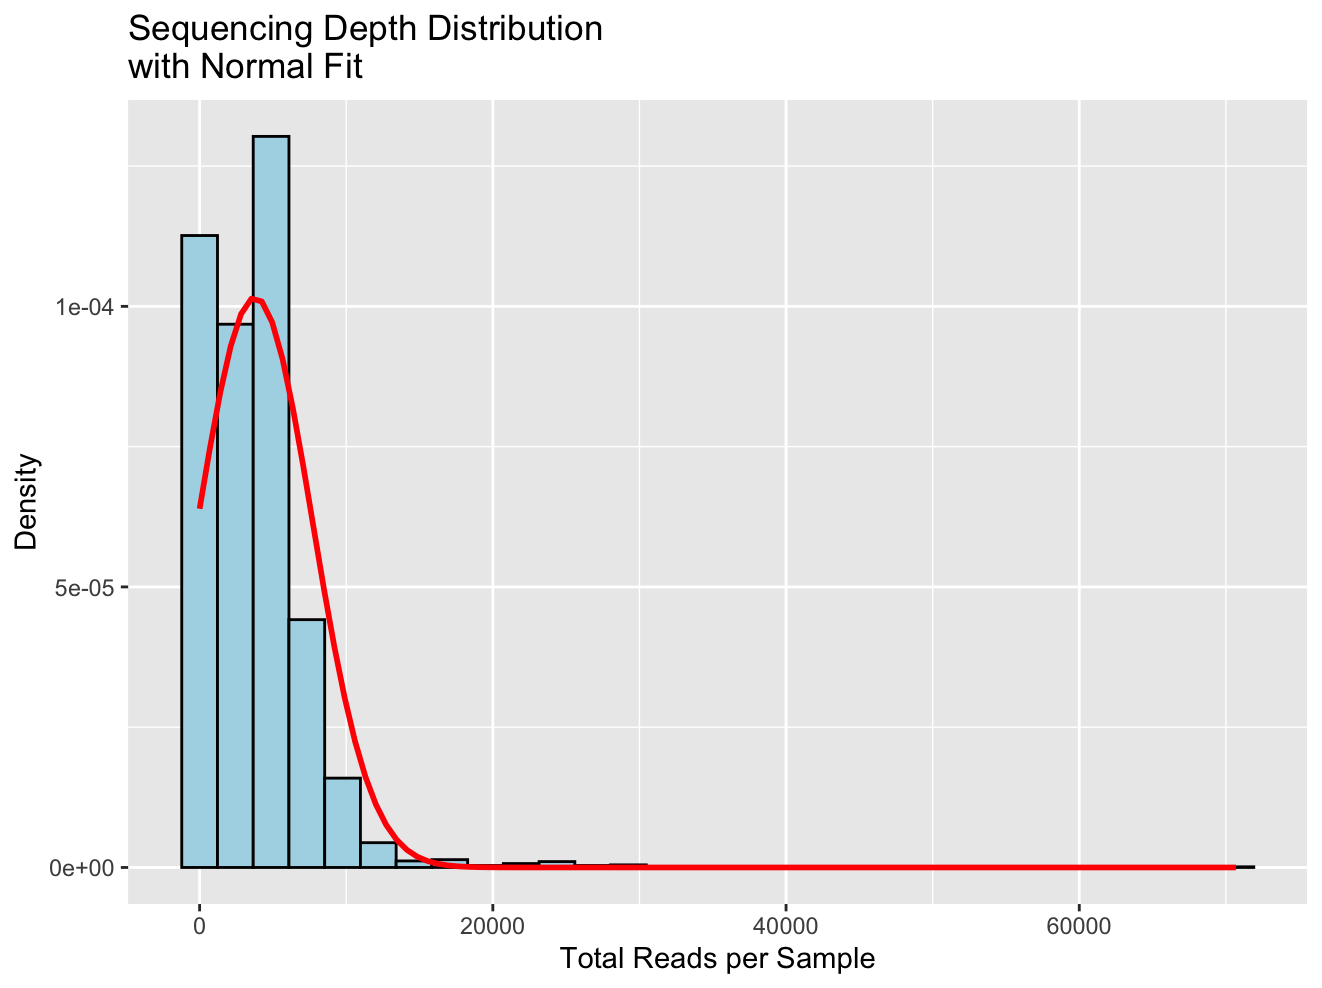 Sequencing Depth Distribution
with Normal Fit
Density
1e-04
5e-05
0e+00
0 20000 40000 60000
Total Reads per Sample